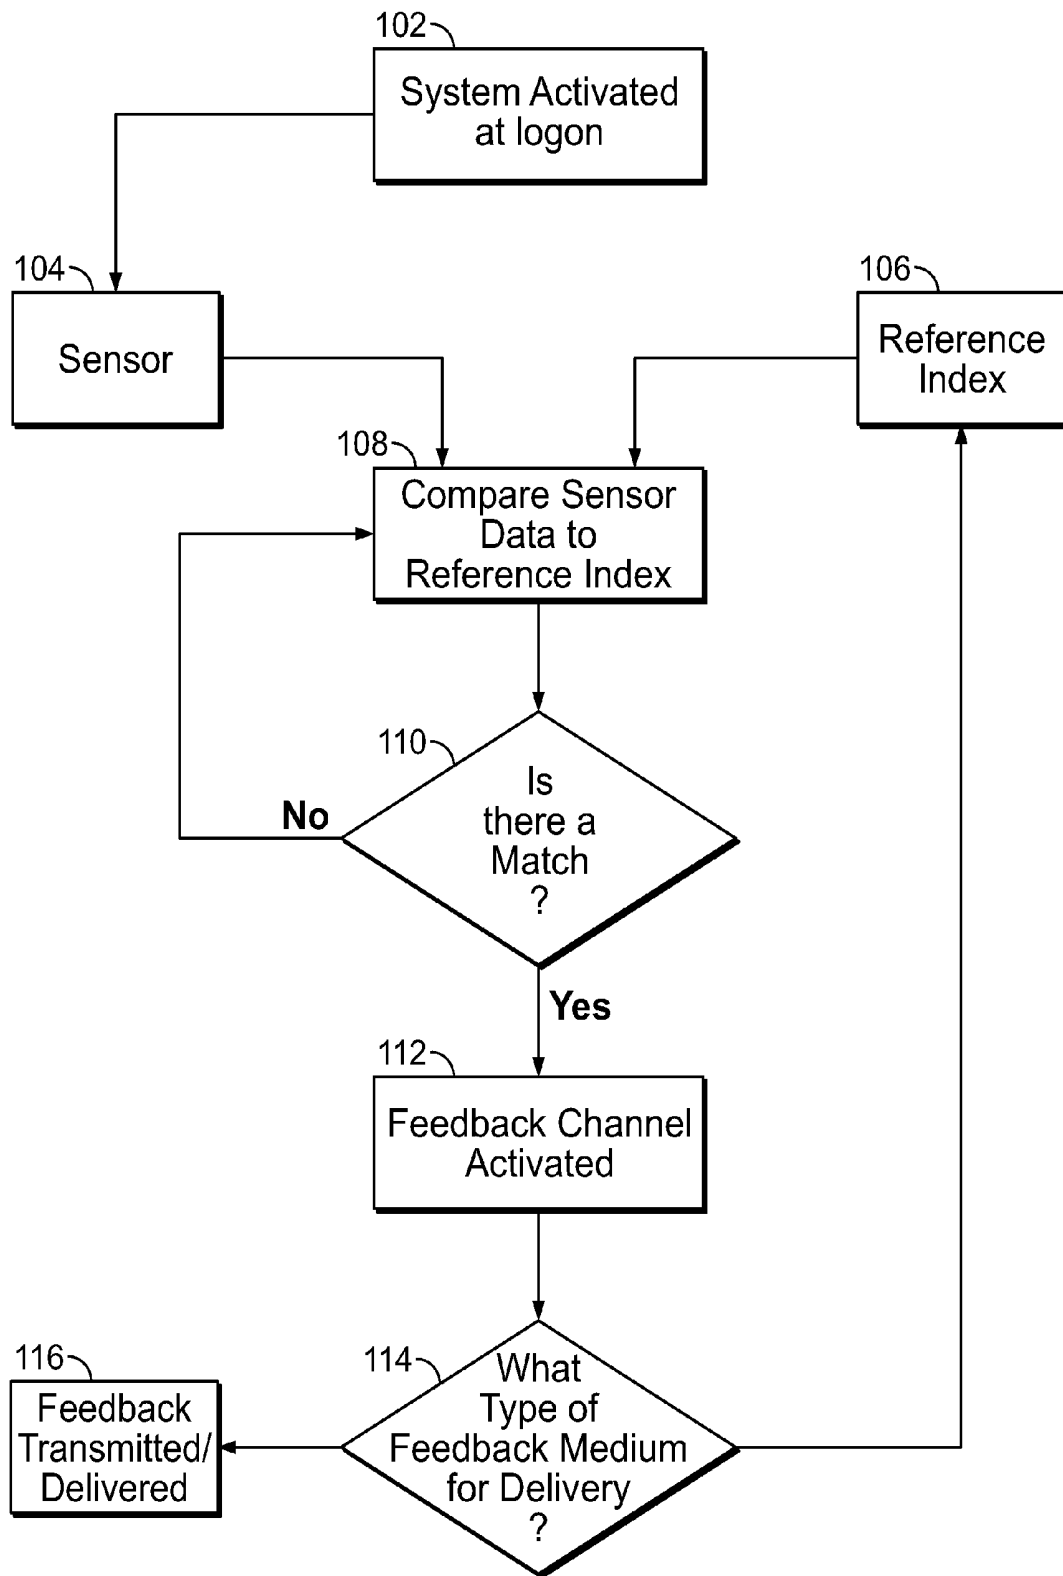 102
System Activated
at logon
104
Sensor
106
Reference
Index
108
Compare Sensor
Data to
Reference Index
110
Is
there a
Match
?
No
Yes
112
Feedback Channel
Activated
114
What
Type of
Feedback Medium
for Delivery
?
116
Feedback
Transmitted/
Delivered